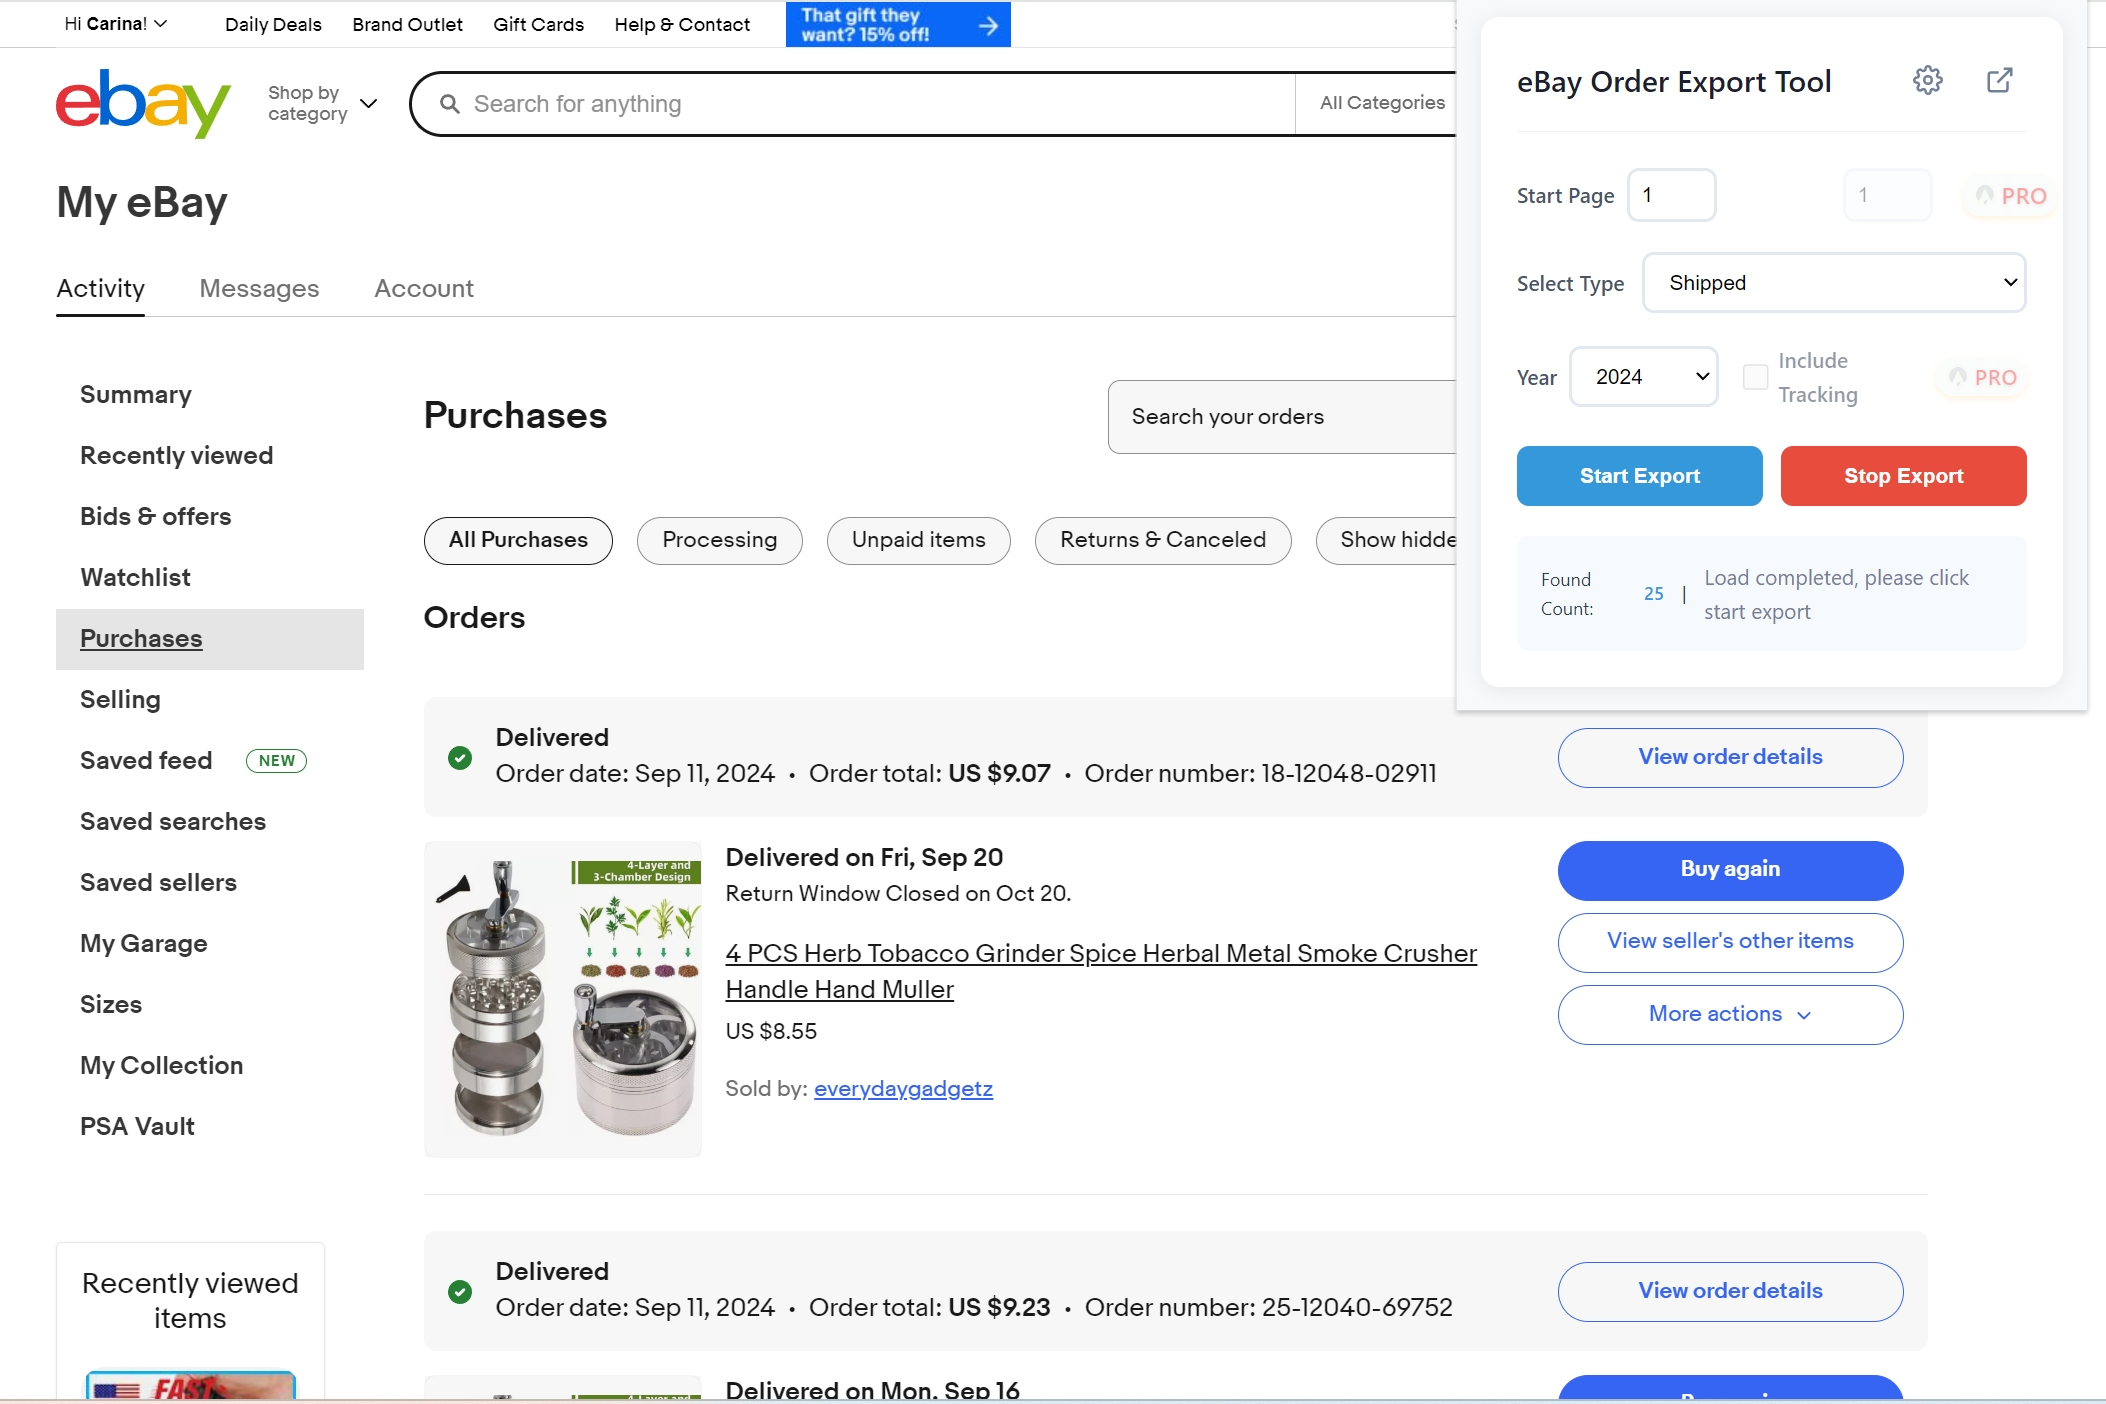 Hi Carina!
Daily Deals
Brand Outlet
Gift Cards
Help & Contact
That gift they
want? 15% off!
ebay
Shop by
category
Search for anything
All Categories
My eBay
Activity
Messages
Account
Summary
Recently viewed
Bids & offers
Watchlist
Purchases
Selling
Saved feed
NEW
Saved searches
Saved sellers
My Garage
Sizes
My Collection
PSA Vault
Recently viewed
items
FAST
Purchases
Search your orders
All Purchases
Processing
Unpaid items
Returns & Canceled
Show hidde
Orders
Delivered
Order date: Sep 11, 2024 • Order total: US $9.07 • Order number: 18-12048-02911
View order details
4-Layer and
3-Chamber Design
Delivered on Fri, Sep 20
Return Window Closed on Oct 20.
4 PCS Herb Tobacco Grinder Spice Herbal Metal Smoke Crusher
Handle Hand Muller
US $8.55
Sold by: everydaygadgetz
Buy again
View seller's other items
More actions
Delivered
Order date: Sep 11, 2024 • Order total: US $9.23 • Order number: 25-12040-69752
View order details
Delivered on Mon, Sep 16
eBay Order Export Tool
Start Page 1
1
PRO
Select Type Shipped
Year 2024
Include
Tracking
PRO
Start Export
Stop Export
Found
Count:
25 |
Load completed, please click
start export